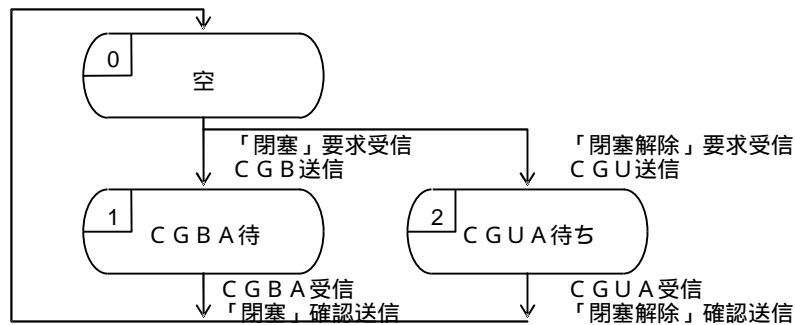 0
空
「閉塞」要求受信
ＣＧＢ送信
「閉塞解除」要求受信
ＣＧＵ送信
1
ＣＧＢＡ待
2
ＣＧＵＡ待ち
ＣＧＢＡ受信
「閉塞」確認送信
ＣＧＵＡ受信
「閉塞解除」確認送信